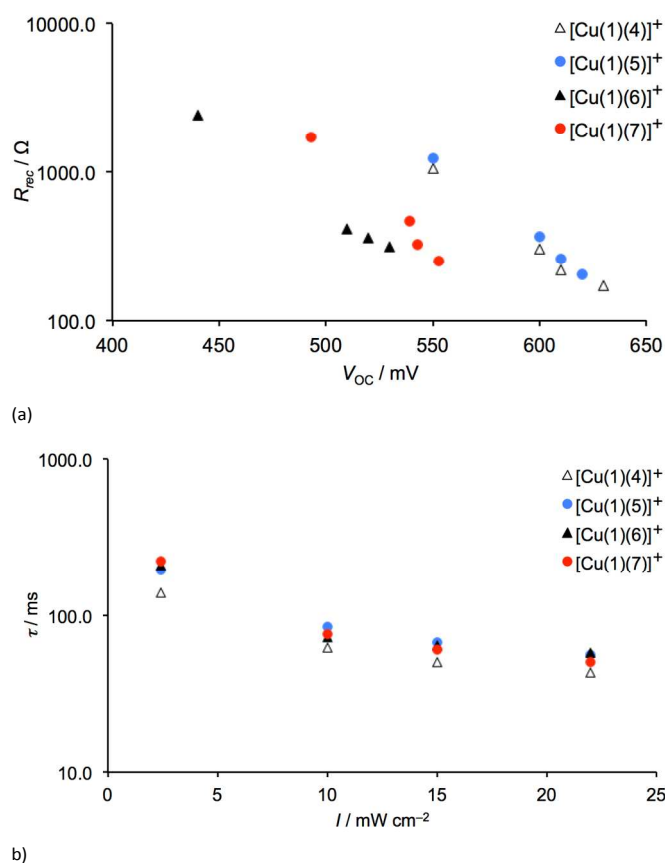 10000.0
1000.0
100.0
R_rec / Ω
400 450 500 550 600 650
V_OC / mV
[Cu(1)(4)]⁺
[Cu(1)(5)]⁺
[Cu(1)(6)]⁺
[Cu(1)(7)]⁺
(a)
1000.0
100.0
10.0
τ / ms
0 5 10 15 20 25
I / mW cm⁻²
[Cu(1)(4)]⁺
[Cu(1)(5)]⁺
[Cu(1)(6)]⁺
[Cu(1)(7)]⁺
b)